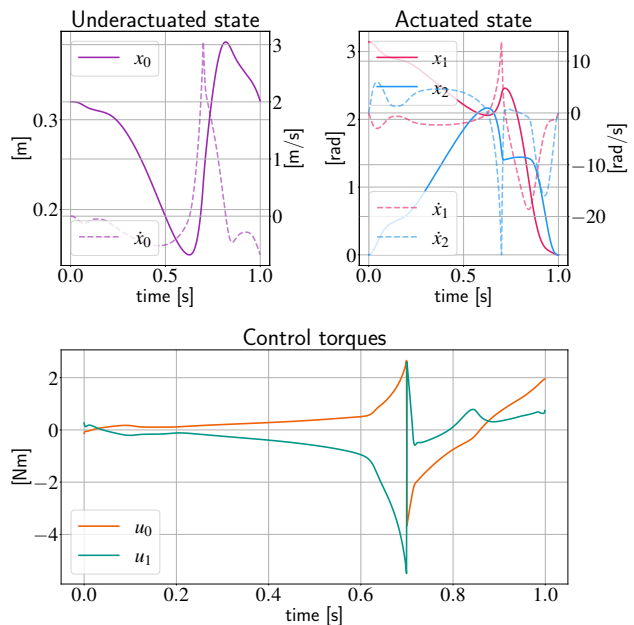 Underactuated state
x₀
ẋ₀
0.3
0.2
[m]
3
2
1
0
[m/s]
0.0 0.5 1.0
time [s]
Actuated state
x₁
x₂
ẋ₁
ẋ₂
3
2
1
0
[rad]
10
0
−10
−20
[rad/s]
0.0 0.5 1.0
time [s]
Control torques
2
0
−2
−4
[Nm]
u₀
u₁
0.0 0.2 0.4 0.6 0.8 1.0
time [s]